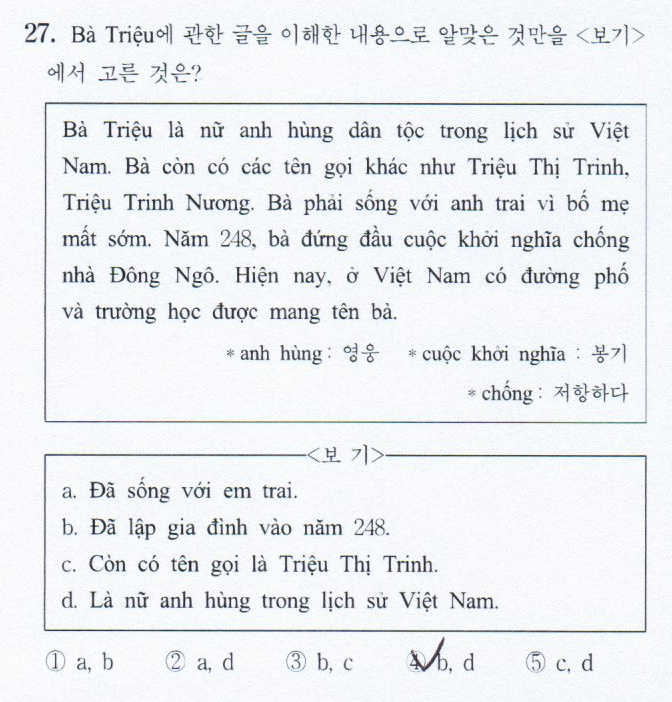 27. Bà Triệu에 관한 글을 이해한 내용으로 알맞은 것만을 <보기>
에서 고른 것은?
Bà Triệu là nữ anh hùng dân tộc trong lịch sử Việt
Nam. Bà còn có các tên gọi khác như Triệu Thị Trinh,
Triệu Trinh Nương. Bà phải sống với anh trai vì bố mẹ
mất sớm. Năm 248, bà đứng đầu cuộc khởi nghĩa chống
nhà Đông Ngô. Hiện nay, ở Việt Nam có đường phố
và trường học được mang tên bà.
* anh hùng : 영웅 * cuộc khởi nghĩa : 봉기
* chống : 저항하다
<보 기>
a. Đã sống với em trai.
b. Đã lập gia đình vào năm 248.
c. Còn có tên gọi là Triệu Thị Trinh.
d. Là nữ anh hùng trong lịch sử Việt Nam.
① a, b ② a, d ③ b, c ④ b, d ⑤ c, d